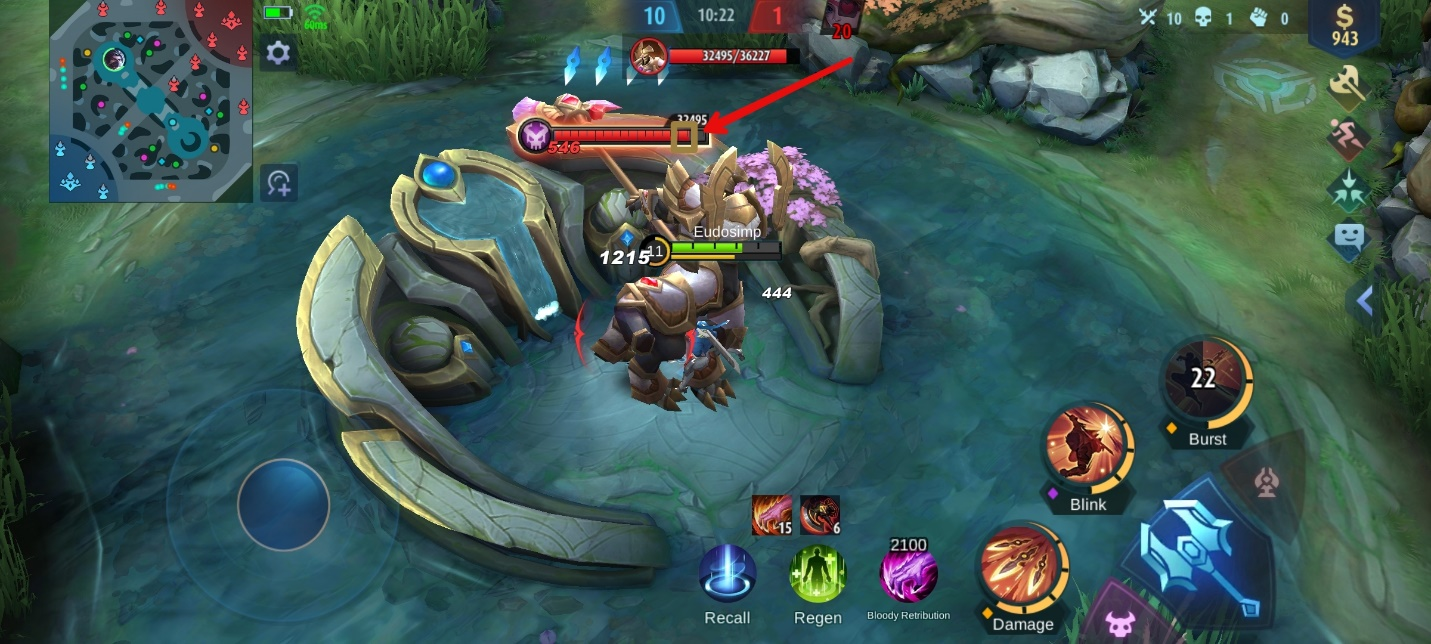 60ms
10
10:22
1
20
10
1
0
943
32495/36227
32495
546
Eudosimp
11
1215
444
22
Burst
Blink
15
6
2100
Recall
Regen
Bloody Retribution
Damage